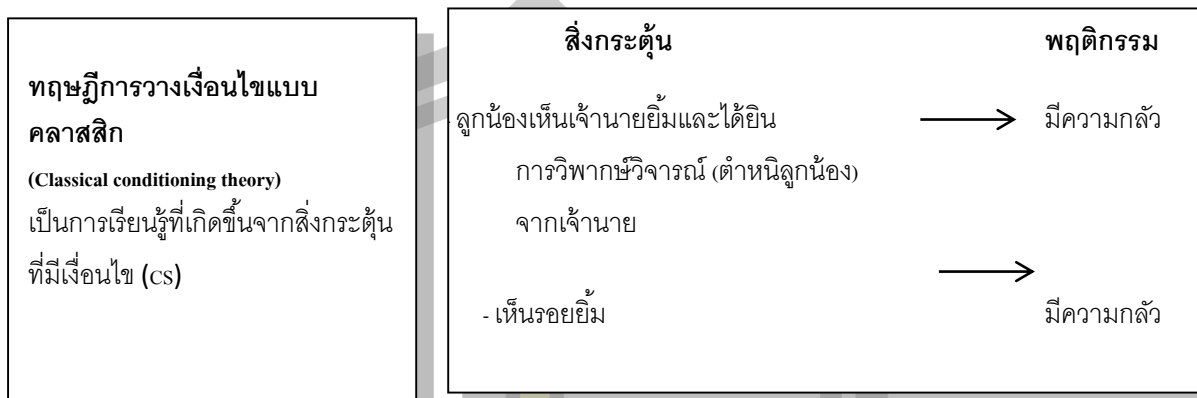 ทฤษฎีการวางเงื่อนไขแบบ
คลาสสิก
(Classical conditioning theory)
เป็นการเรียนรู้ที่เกิดขึ้นจากสิ่งกระตุ้น
ที่มีเงื่อนไข (CS)
สิ่งกระตุ้น พฤติกรรม
- ลูกน้องเห็นเจ้านายยิ้มและได้ยิน มีความกลัว
การวิพากษ์วิจารณ์ (ตำหนิลูกน้อง)
จากเจ้านาย
- เห็นรอยยิ้ม มีความกลัว